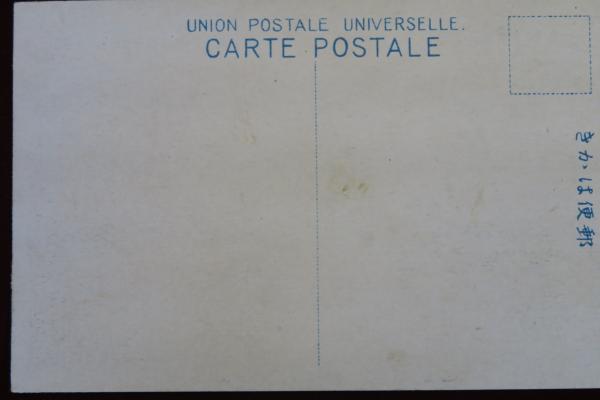 UNION POSTALE UNIVERSELLE.
CARTE POSTALE
きかは便郵